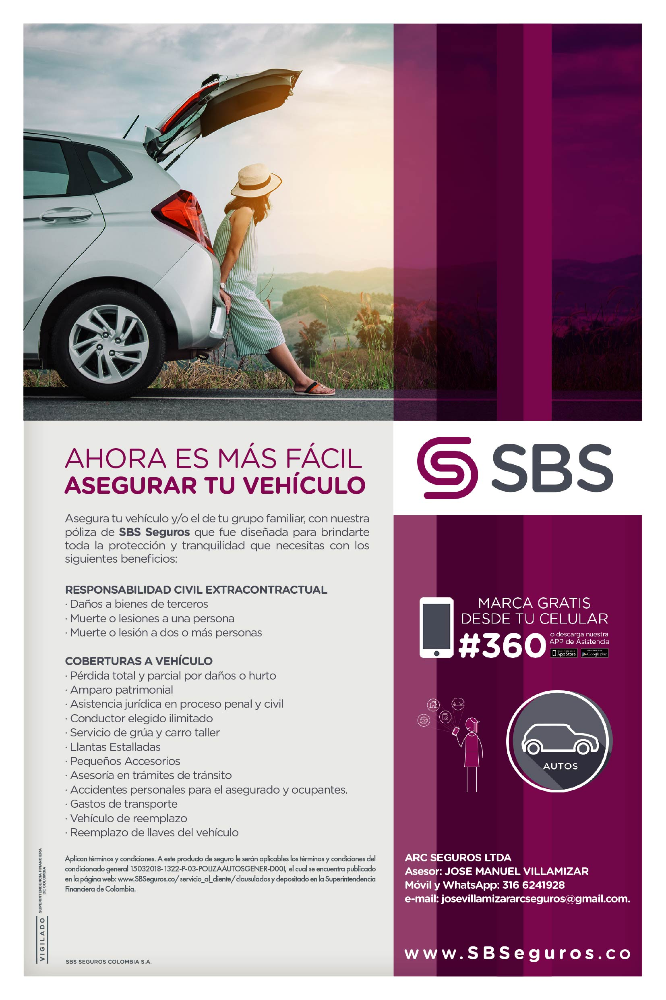 AHORA ES MÁS FÁCIL
ASEGURAR TU VEHÍCULO
Asegura tu vehículo y/o el de tu grupo familiar, con nuestra
póliza de SBS Seguros que fue diseñada para brindarte
toda la protección y tranquilidad que necesitas con los
siguientes beneficios:
RESPONSABILIDAD CIVIL EXTRACONTRACTUAL
· Daños a bienes de terceros
· Muerte o lesiones a una persona
· Muerte o lesión a dos o más personas
COBERTURAS A VEHÍCULO
· Pérdida total y parcial por daños o hurto
· Amparo patrimonial
· Asistencia jurídica en proceso penal y civil
· Conductor elegido ilimitado
· Servicio de grúa y carro taller
· Llantas Estalladas
· Pequeños Accesorios
· Asesoría en trámites de tránsito
· Accidentes personales para el asegurado y ocupantes.
· Gastos de transporte
· Vehículo de reemplazo
· Reemplazo de llaves del vehículo
Aplican términos y condiciones. A este producto de seguro le serán aplicables los términos y condiciones del
condicionado general 15032018-1322-P-03-POLIZAAUTOSGENER-D00I, el cual se encuentra publicado
en la página web: www.SBSeguros.co/ servicio_al_cliente/clausulados y depositado en la Superintendencia
Financiera de Colombia.
VIGILADO
SUPERINTENDENCIA FINANCIERA
DE COLOMBIA
SBS SEGUROS COLOMBIA S.A.
SBS
MARCA GRATIS
DESDE TU CELULAR
#360
o descarga nuestra
APP de Asistencia
App Store
Google play
AUTOS
ARC SEGUROS LTDA
Asesor: JOSE MANUEL VILLAMIZAR
Móvil y WhatsApp: 316 6241928
e-mail: josevillamizararcseguros@gmail.com.
www.SBSeguros.co